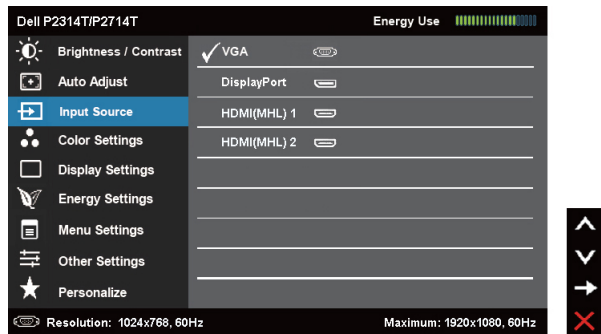 Dell P2314T/P2714T Energy Use
Brightness / Contrast VGA
Auto Adjust DisplayPort
Input Source HDMI(MHL) 1
Color Settings HDMI(MHL) 2
Display Settings
Energy Settings
Menu Settings
Other Settings
Personalize
Resolution: 1024x768, 60Hz Maximum: 1920x1080, 60Hz